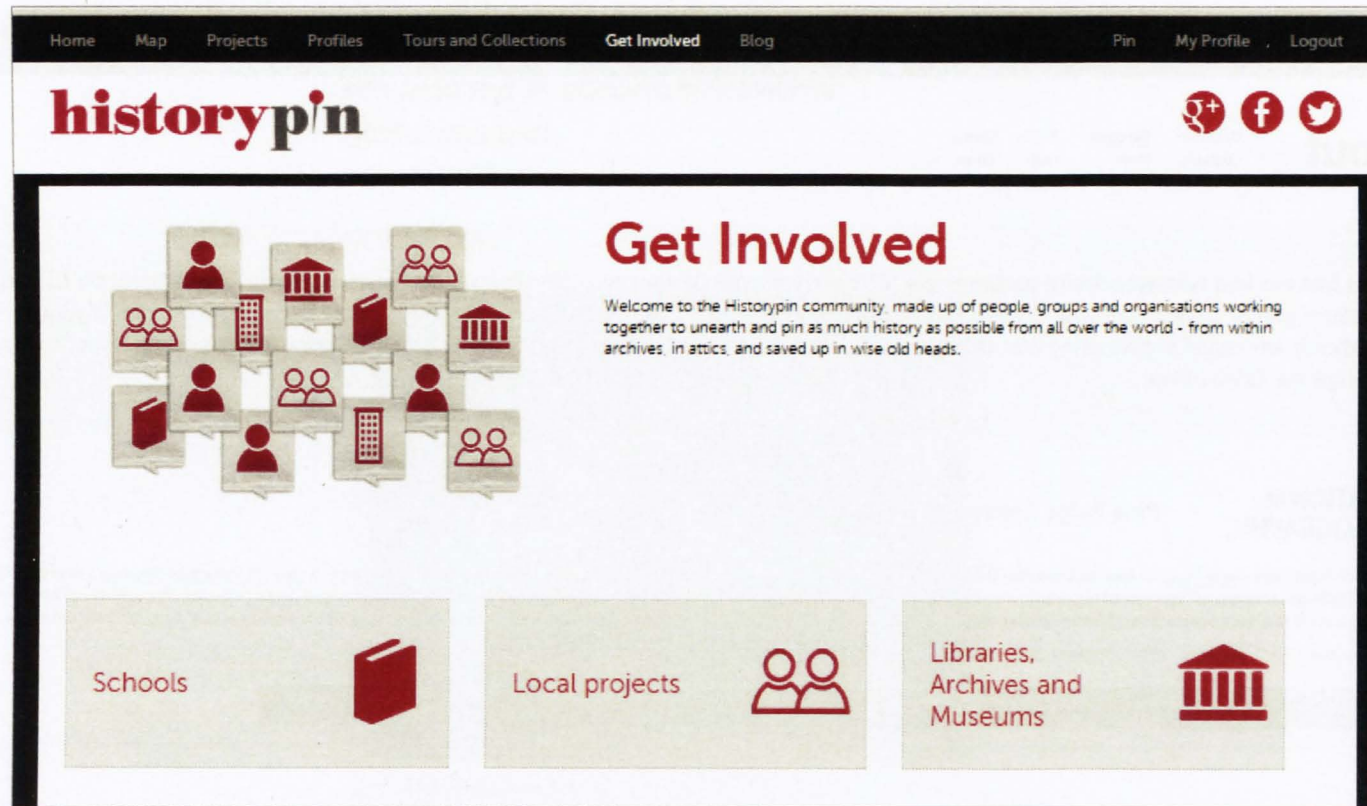 Home Map Projects Profiles Tours and Collections Get Involved Blog Pin My Profile , Logout
historypin
g+ f
Get Involved
Welcome to the Historypin community, made up of people, groups and organisations working
together to unearth and pin as much history as possible from all over the world - from within
archives, in attics, and saved up in wise old heads.
Schools
Local projects
Libraries,
Archives and
Museums